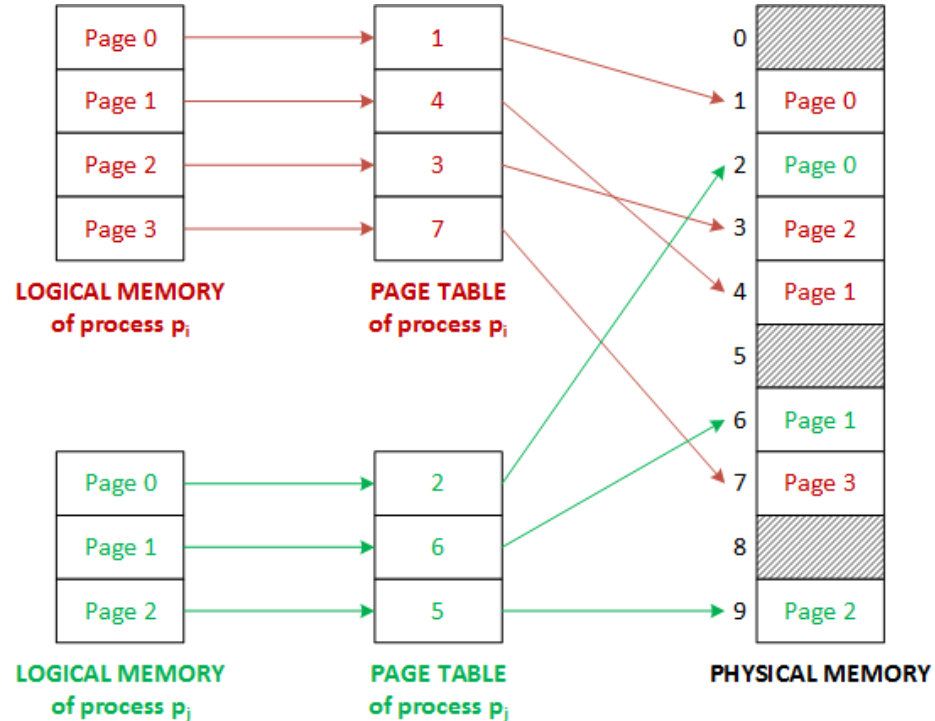 Page 0
Page 1
Page 2
Page 3
LOGICAL MEMORY
of process pi
1
4
3
7
PAGE TABLE
of process pi
Page 0
Page 1
Page 2
LOGICAL MEMORY
of process pj
2
6
5
PAGE TABLE
of process pj
0
1 Page 0
2 Page 0
3 Page 2
4 Page 1
5
6 Page 1
7 Page 3
8
9 Page 2
PHYSICAL MEMORY